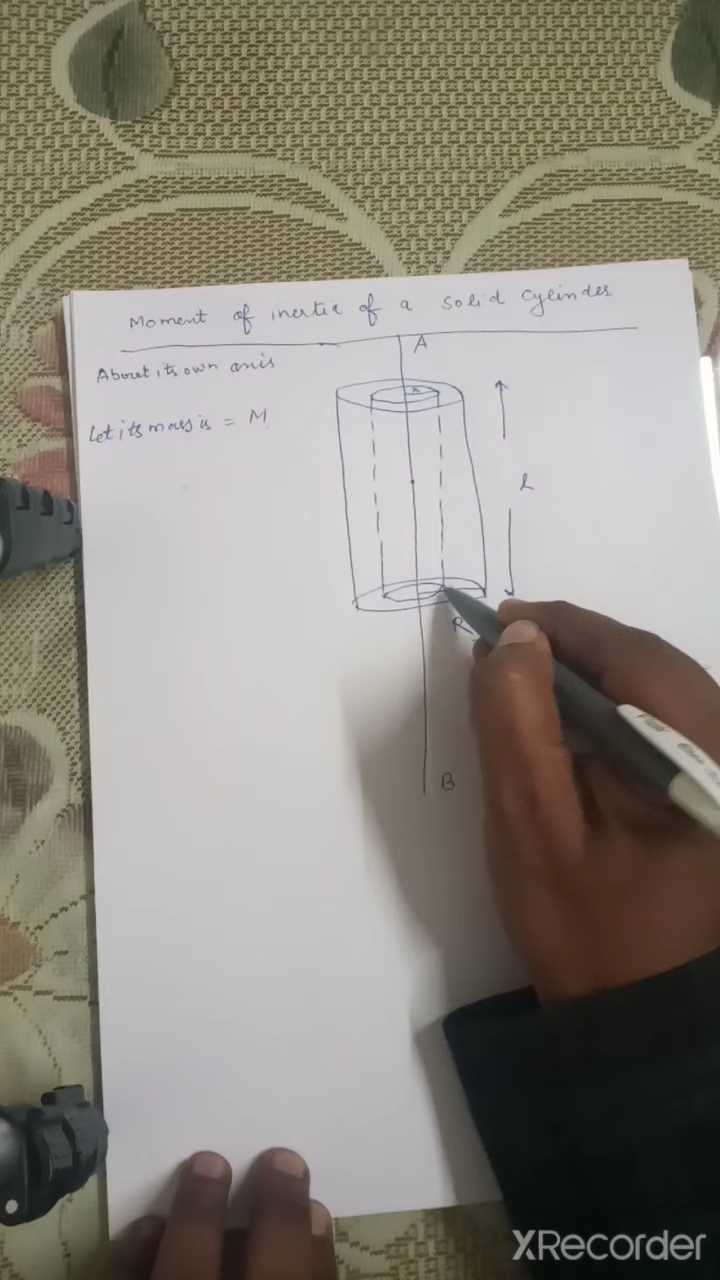 Moment of inertia of a solid cylinder
A
About its own axis
x
Let its mass is = M
l
R
B
XRecorder